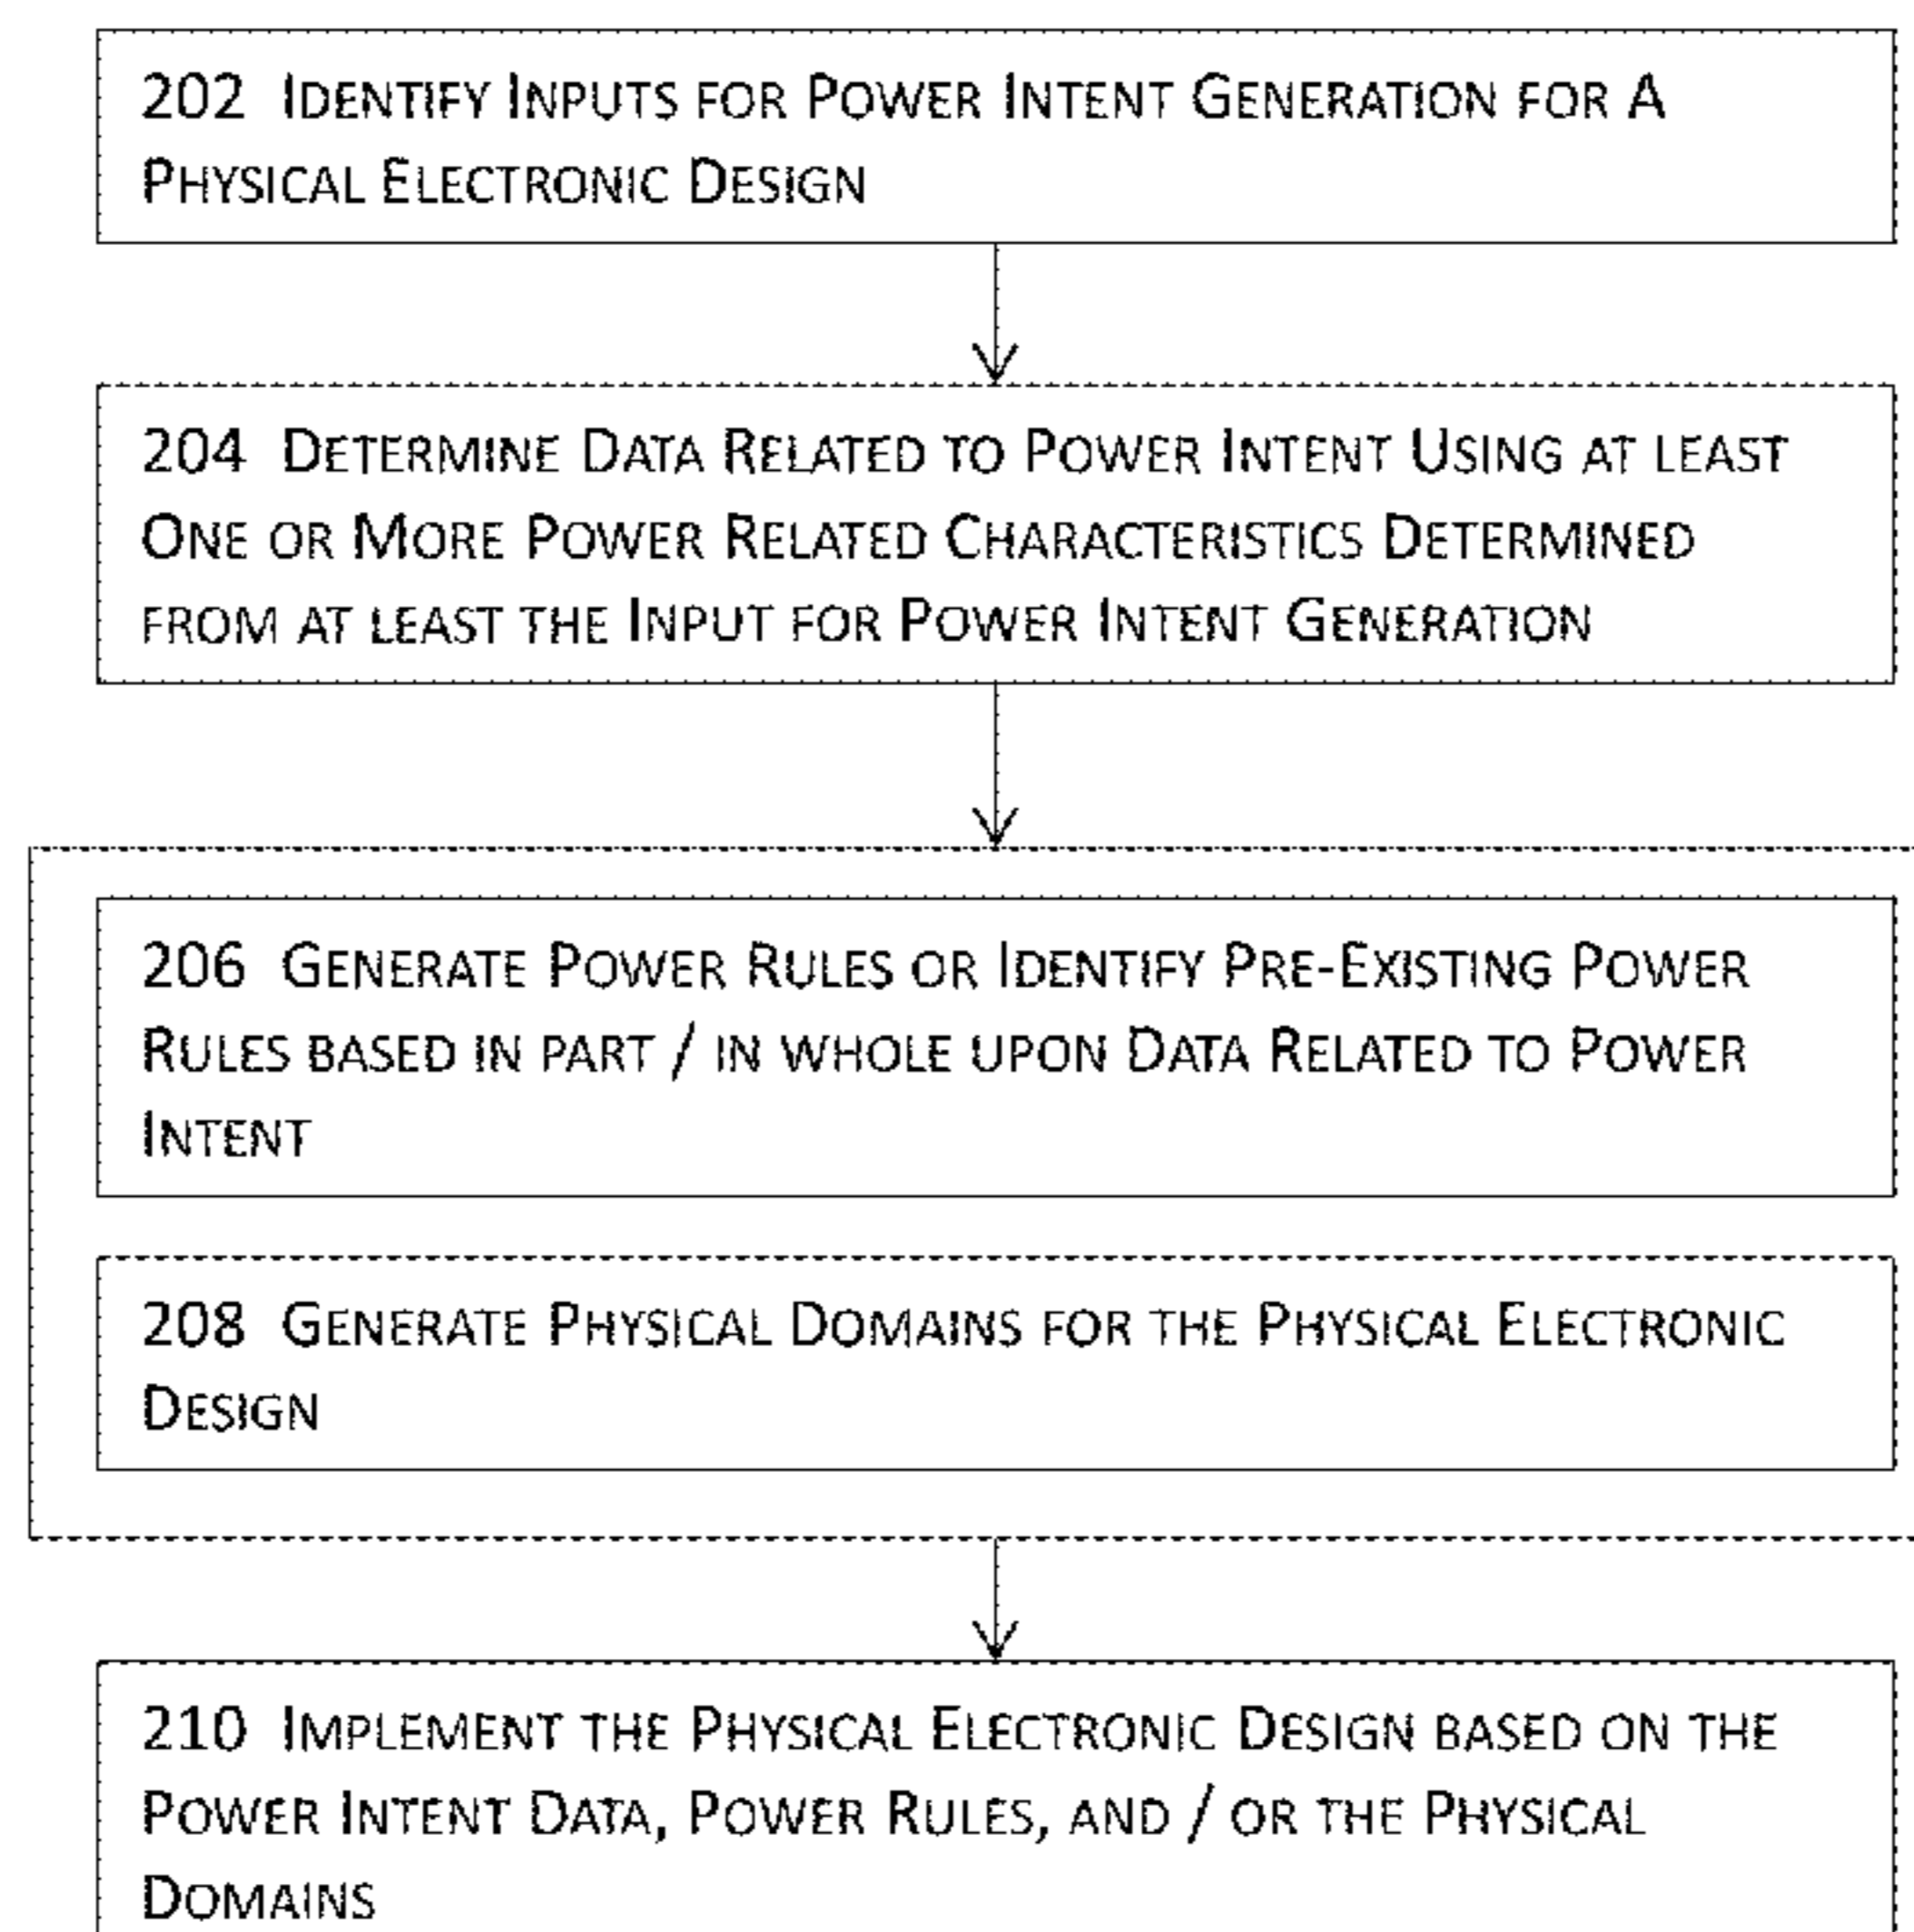 202 Identify Inputs for Power Intent Generation for A
Physical Electronic Design
204 Determine Data Related to Power Intent Using at least
One or More Power Related Characteristics Determined
from at least the Input for Power Intent Generation
206 Generate Power Rules or Identify Pre-Existing Power
Rules based in part / in whole upon Data Related to Power
Intent
208 Generate Physical Domains for the Physical Electronic
Design
210 Implement the Physical Electronic Design based on the
Power Intent Data, Power Rules, and / or the Physical
Domains